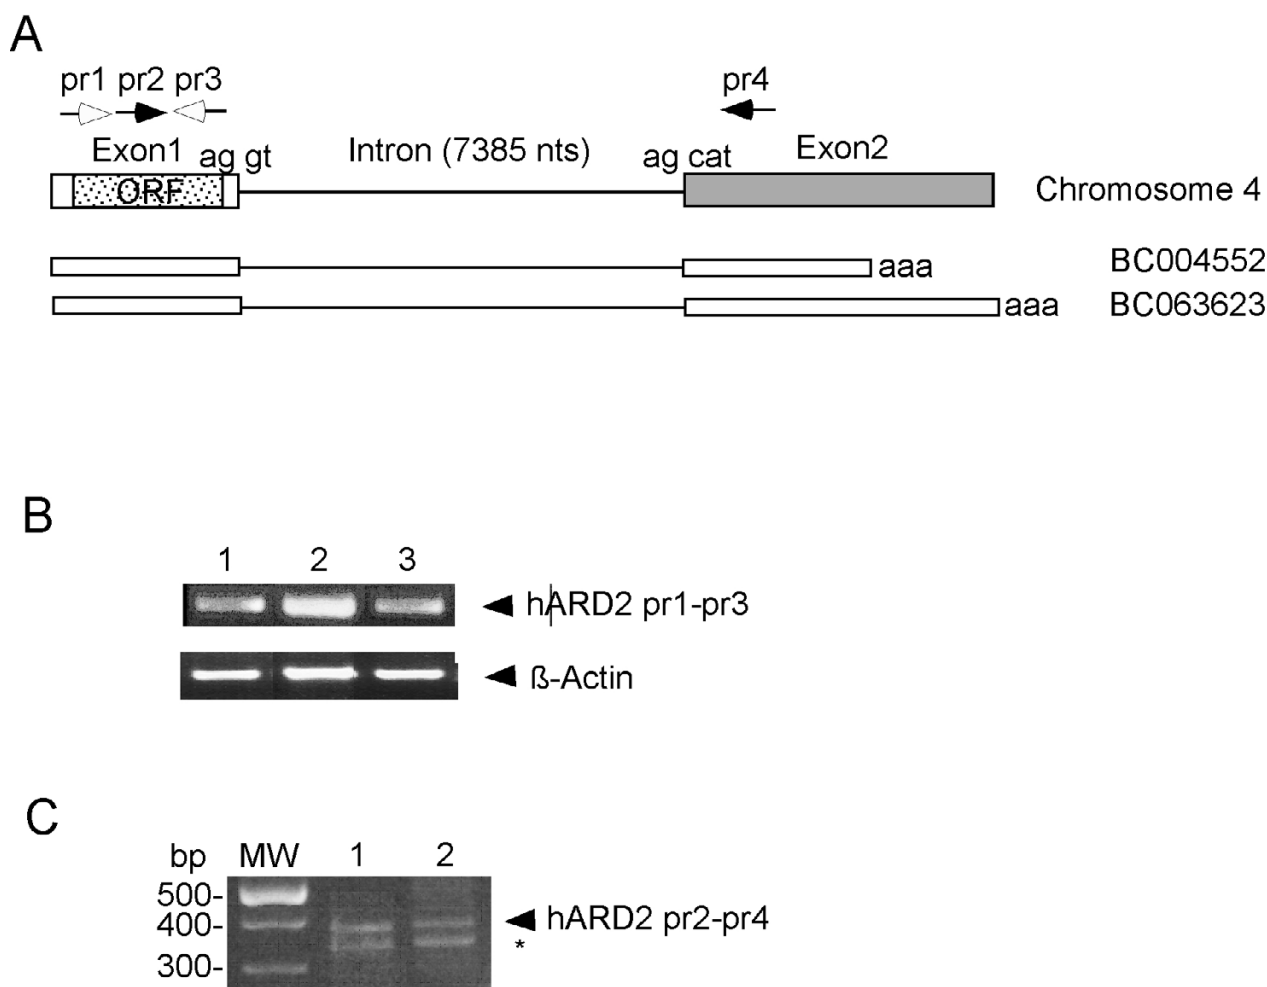 A
pr1 pr2 pr3 pr4
Exon1 ag gt Intron (7385 nts) ag cat Exon2
ORF Chromosome 4
aaa BC004552
aaa BC063623
B
1 2 3
hARD2 pr1-pr3
ß-Actin
C
bp MW 1 2
500-
400- hARD2 pr2-pr4
*
300-